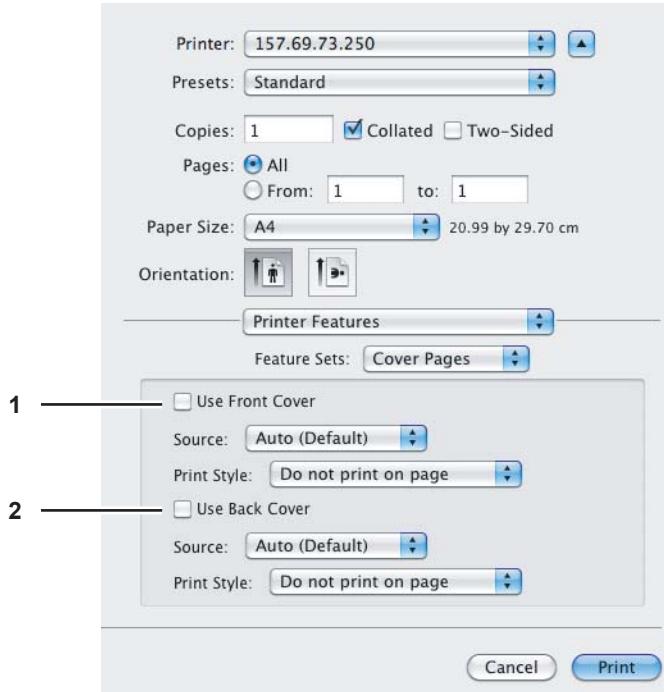 Printer: 157.69.73.250
Presets: Standard
Copies: 1 Collated Two-Sided
Pages: All
From: 1 to: 1
Paper Size: A4 20.99 by 29.70 cm
Orientation:
Printer Features
Feature Sets: Cover Pages
1 Use Front Cover
Source: Auto (Default)
Print Style: Do not print on page
2 Use Back Cover
Source: Auto (Default)
Print Style: Do not print on page
Cancel Print